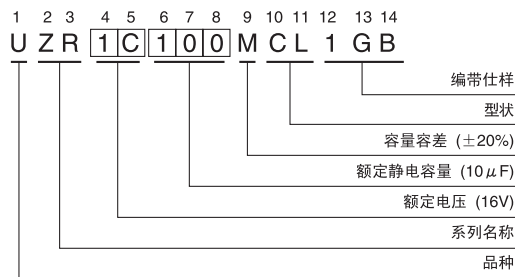 1 2 3 4 5 6 7 8 9 10 11 12 13 14
U Z R 1 C 1 0 0 M C L 1 G B
编带仕样
型状
容量容差 (±20%)
额定静电容量 (10μF)
额定电压 (16V)
系列名称
品种